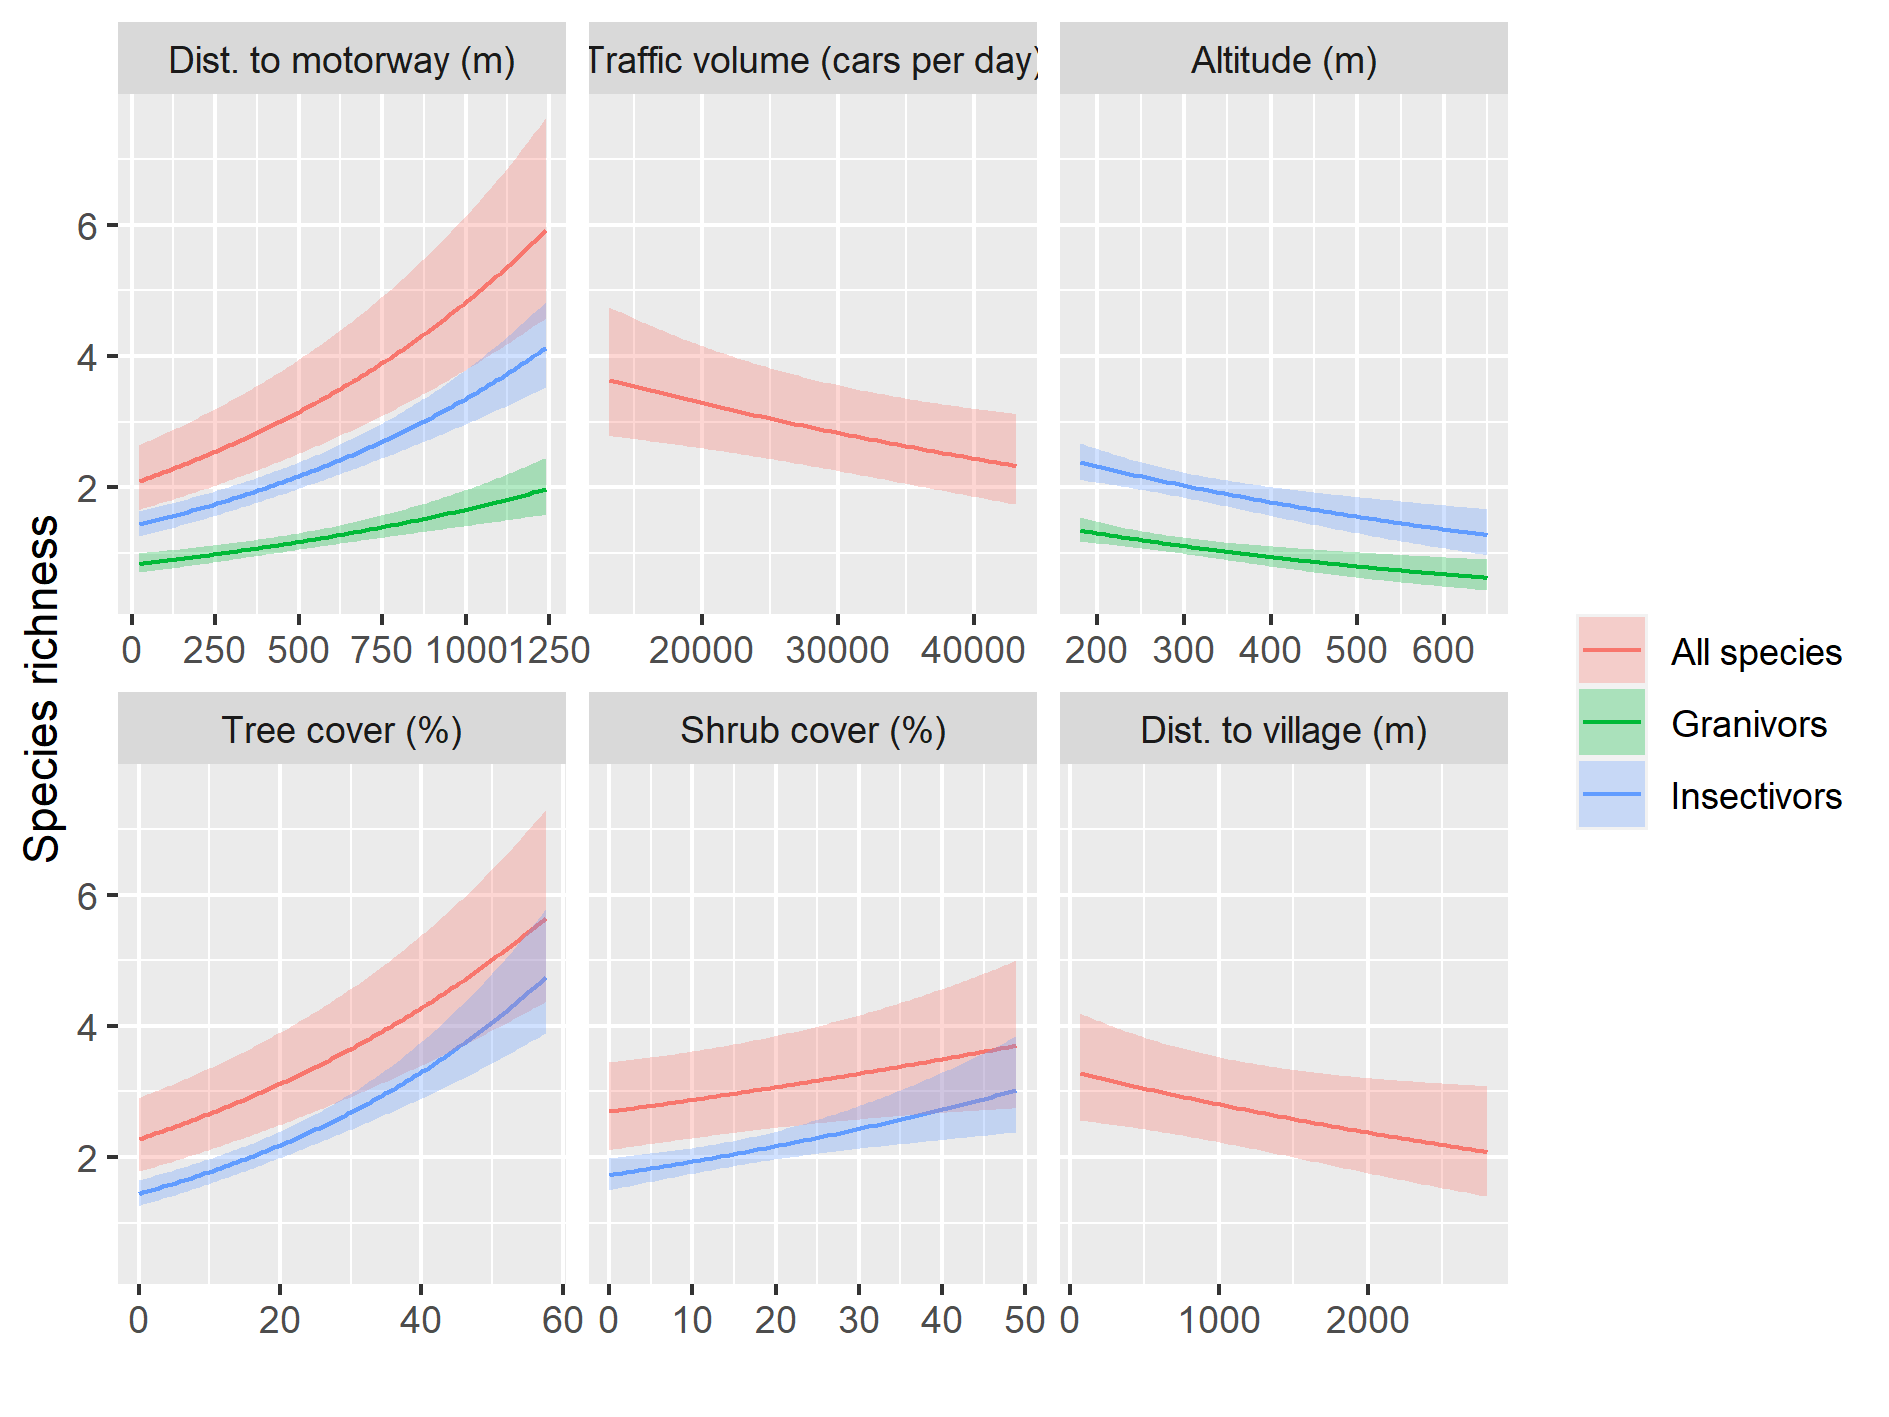 Dist. to motorway (m)
Traffic volume (cars per day)
Altitude (m)
6
4
2
0 250 500 750 1000 1250
20000 30000 40000
200 300 400 500 600
Species richness
All species
Granivors
Insectivors
Tree cover (%)
Shrub cover (%)
Dist. to village (m)
6
4
2
0 20 40 60
0 10 20 30 40 50
0 1000 2000